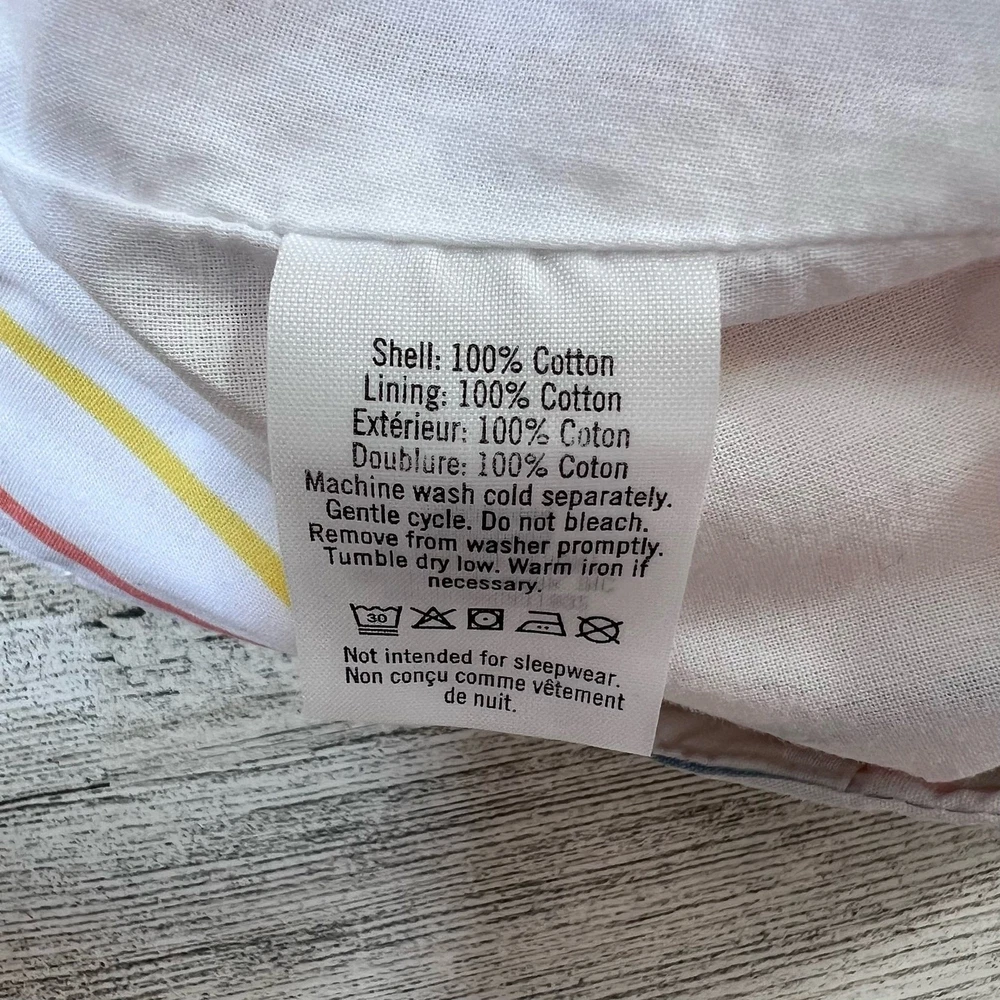 Shell: 100% Cotton
Lining: 100% Cotton
Extérieur: 100% Coton
Doublure: 100% Coton
Machine wash cold separately.
Gentle cycle. Do not bleach.
Remove from washer promptly.
Tumble dry low. Warm iron if
necessary.
30
Not intended for sleepwear.
Non conçu comme vêtement
de nuit.